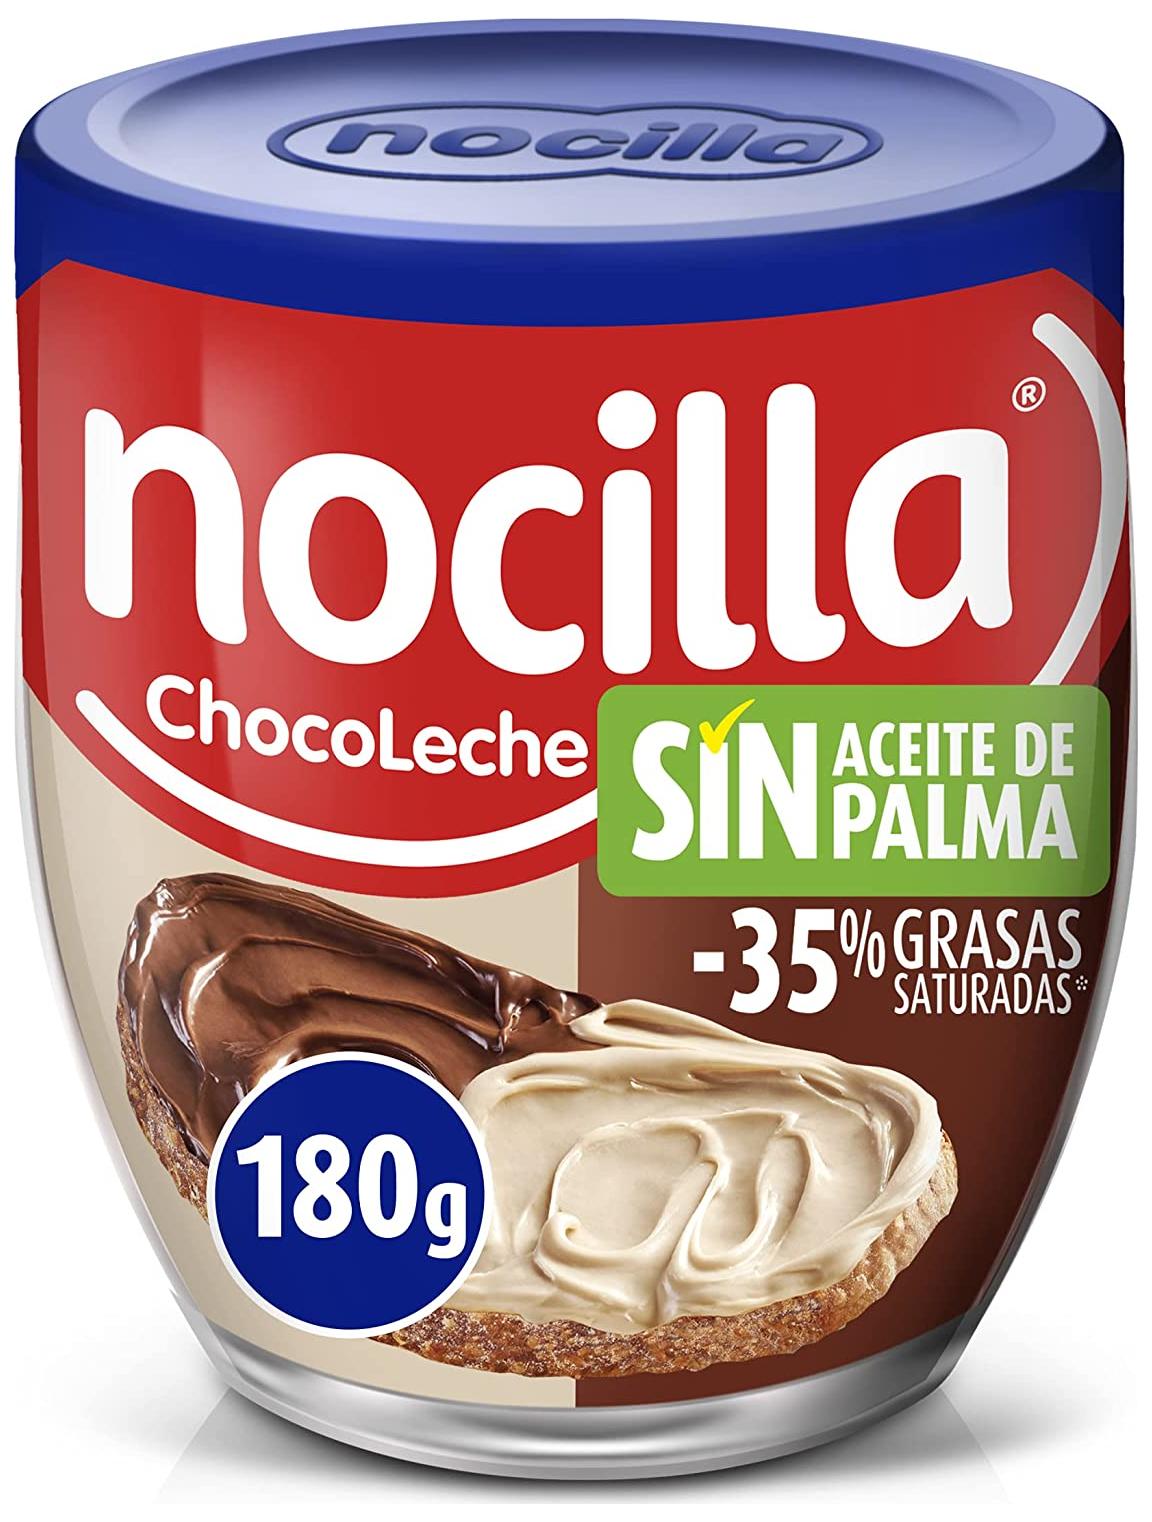 nocilla
nocilla®
ChocoLeche
SIN ACEITE DE
PALMA
-35% GRASAS
SATURADAS*
180g